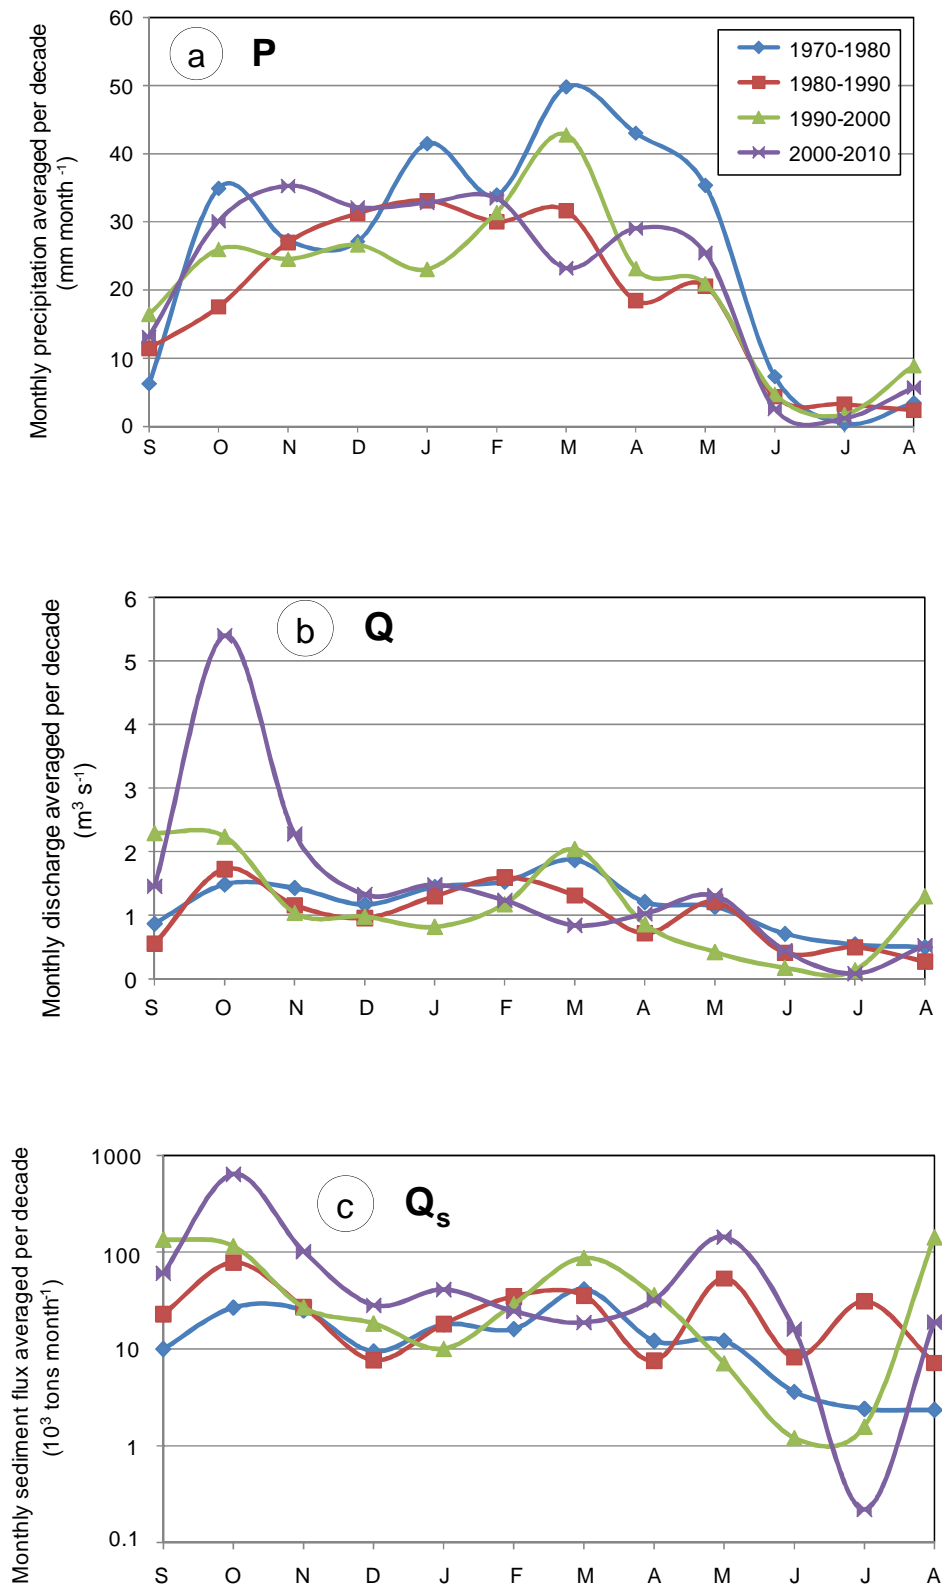 Monthly precipitation averaged per decade
(mm month-1)
60
50
40
30
20
10
0
a
P
1970-1980
1980-1990
1990-2000
2000-2010
S O N D J F M A M J J A
Monthly discharge averaged per decade
(m3 s-1)
6
5
4
3
2
1
0
b
Q
S O N D J F M A M J J A
Monthly sediment flux averaged per decade
(103 tons month-1)
1000
100
10
1
0.1
c
Qs
S O N D J F M A M J J A